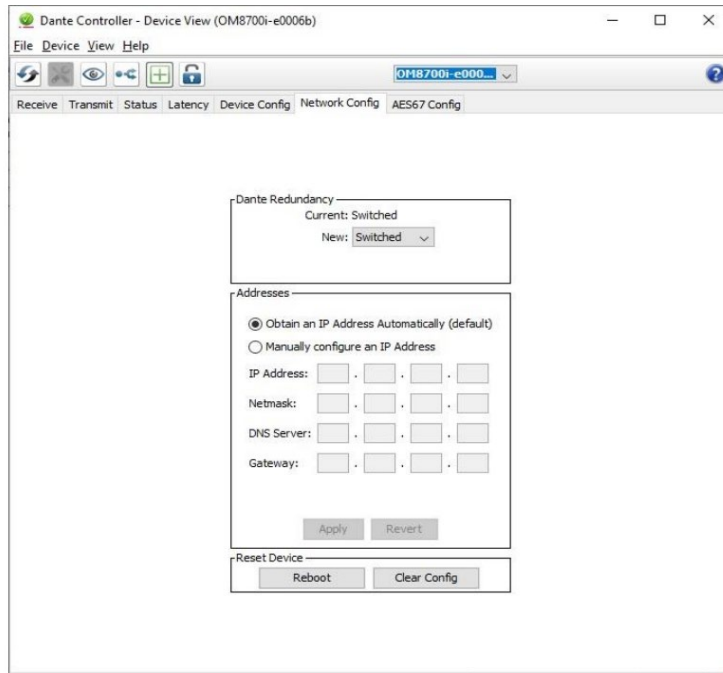 Dante Controller - Device View (OM8700i-e0006b)
File Device View Help
OM8700i-e000...
Receive Transmit Status Latency Device Config Network Config AES67 Config
Dante Redundancy
Current: Switched
New: Switched
Addresses
Obtain an IP Address Automatically (default)
Manually configure an IP Address
IP Address: . . .
Netmask: . . .
DNS Server: . . .
Gateway: . . .
Apply Revert
Reset Device
Reboot Clear Config